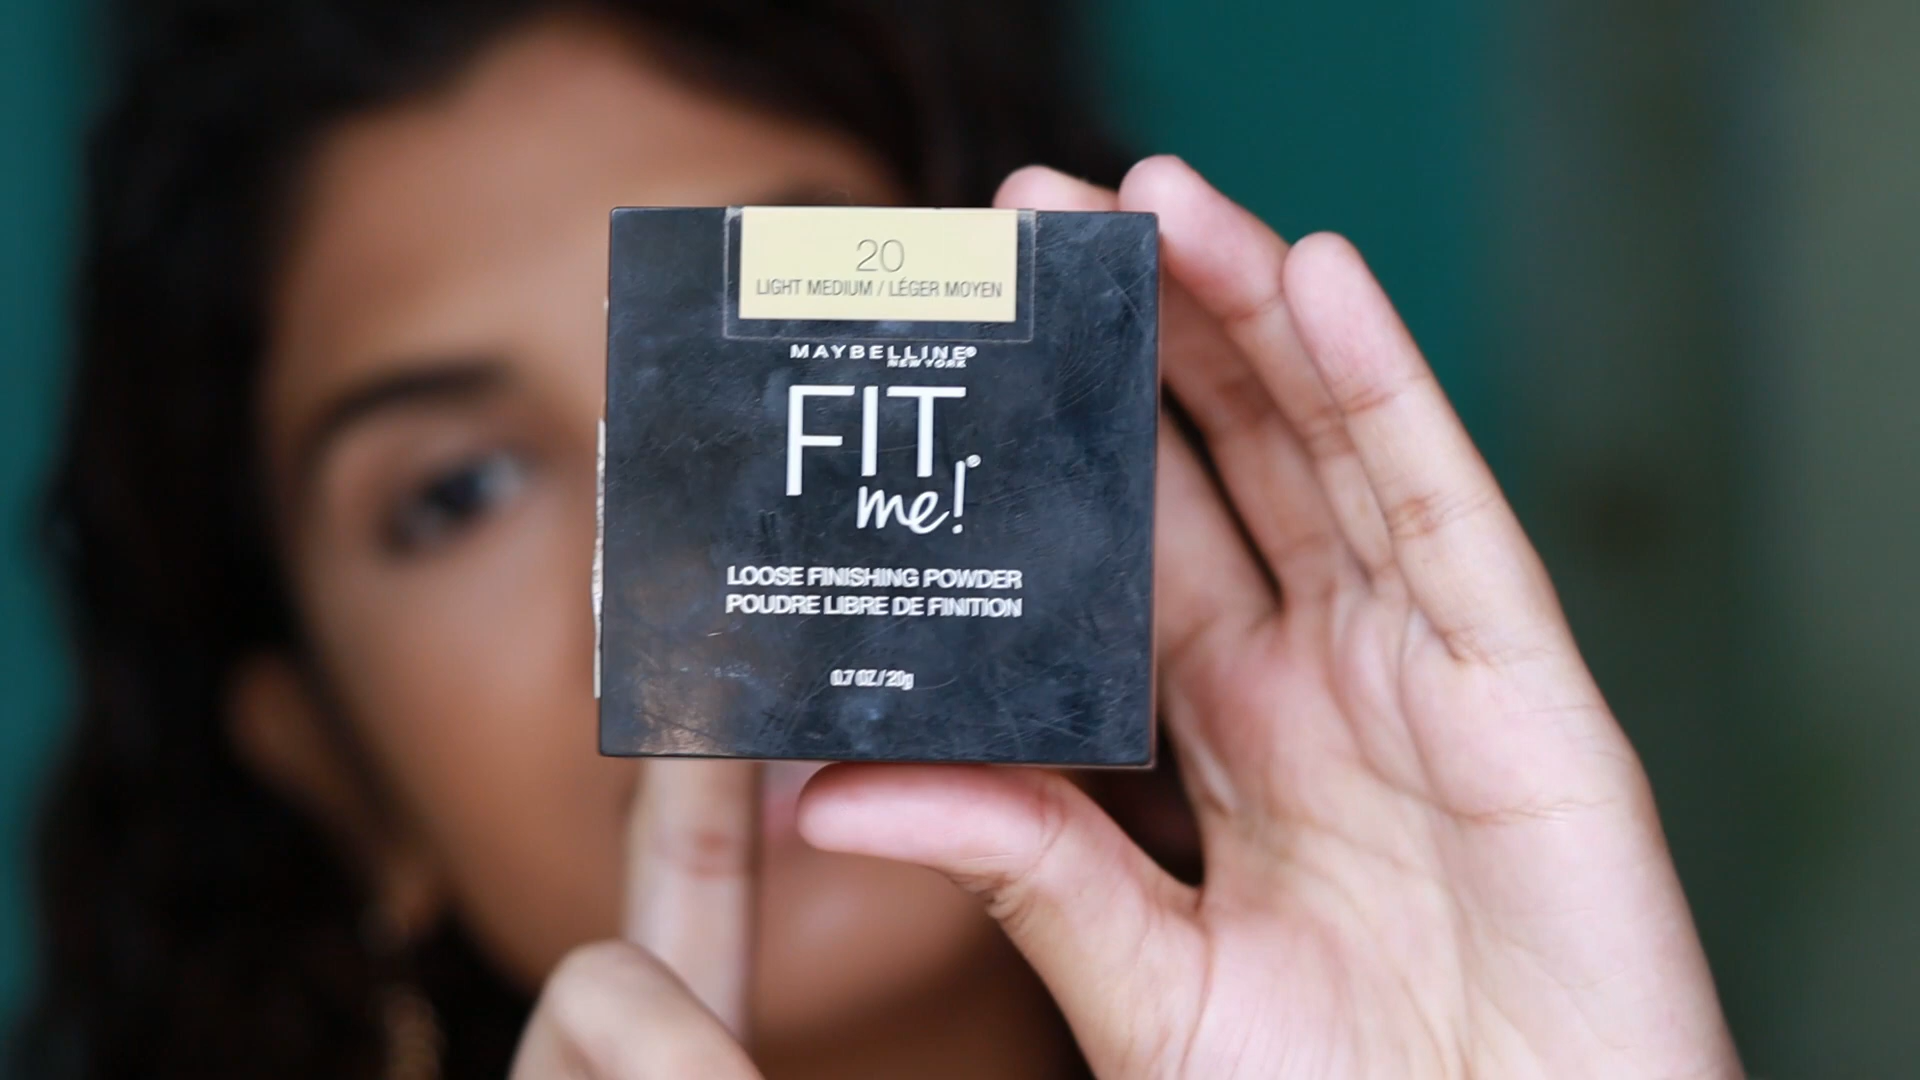 20
LIGHT MEDIUM / LÉGER MOYEN
MAYBELLINE®
NEW YORK
FIT
me!®
LOOSE FINISHING POWDER
POUDRE LIBRE DE FINITION
0.7 OZ / 20g